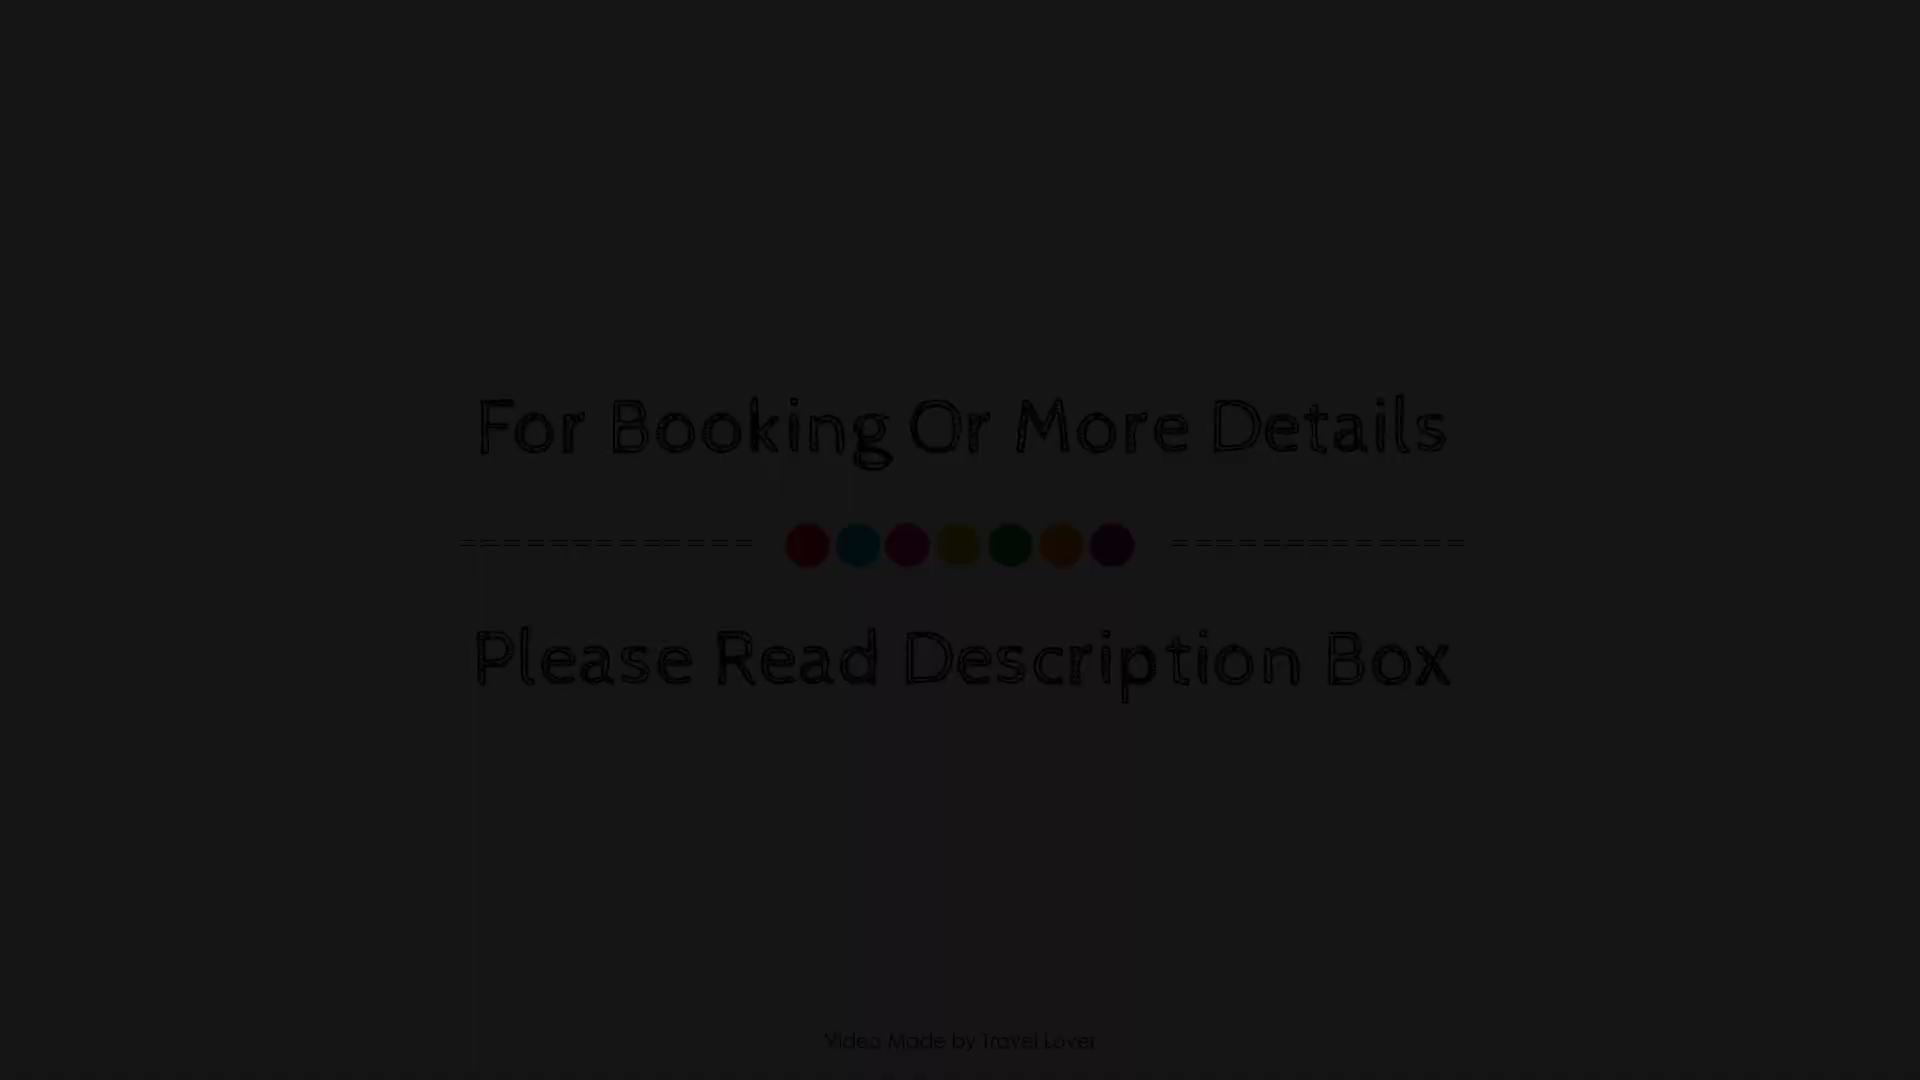 For Booking Or More Details
============= =============
Please Read Description Box
Video Made by Travel Lover